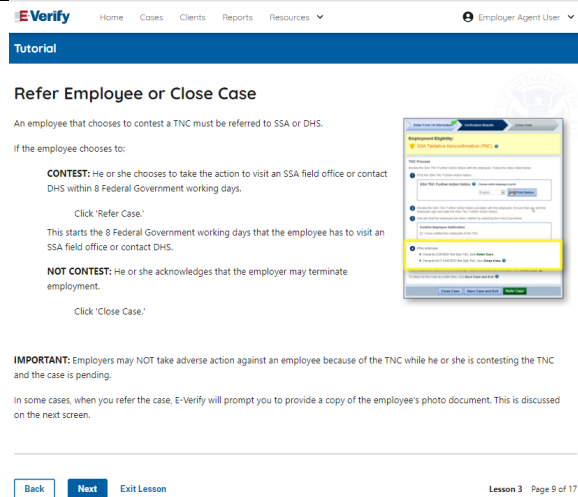 E-Verify Home Cases Clients Reports Resources Employer Agent User
Tutorial
Refer Employee or Close Case
An employee that chooses to contest a TNC must be referred to SSA or DHS.
If the employee chooses to:
CONTEST: He or she chooses to take the action to visit an SSA field office or contact
DHS within 8 Federal Government working days.
Click 'Refer Case.'
This starts the 8 Federal Government working days that the employee has to visit an
SSA field office or contact DHS.
NOT CONTEST: He or she acknowledges that the employer may terminate
employment.
Click 'Close Case.'
Employment Eligibility:
SSA Tentative Nonconfirmation (TNC)
TNC Process
SSA TNC Further Action Notice
Confirm Employee Notification
Close Case Save Case and Exit Refer Case
IMPORTANT: Employers may NOT take adverse action against an employee because of the TNC while he or she is contesting the TNC
and the case is pending.
In some cases, when you refer the case, E-Verify will prompt you to provide a copy of the employee's photo document. This is discussed
on the next screen.
Back Next Exit Lesson Lesson 3 Page 9 of 17